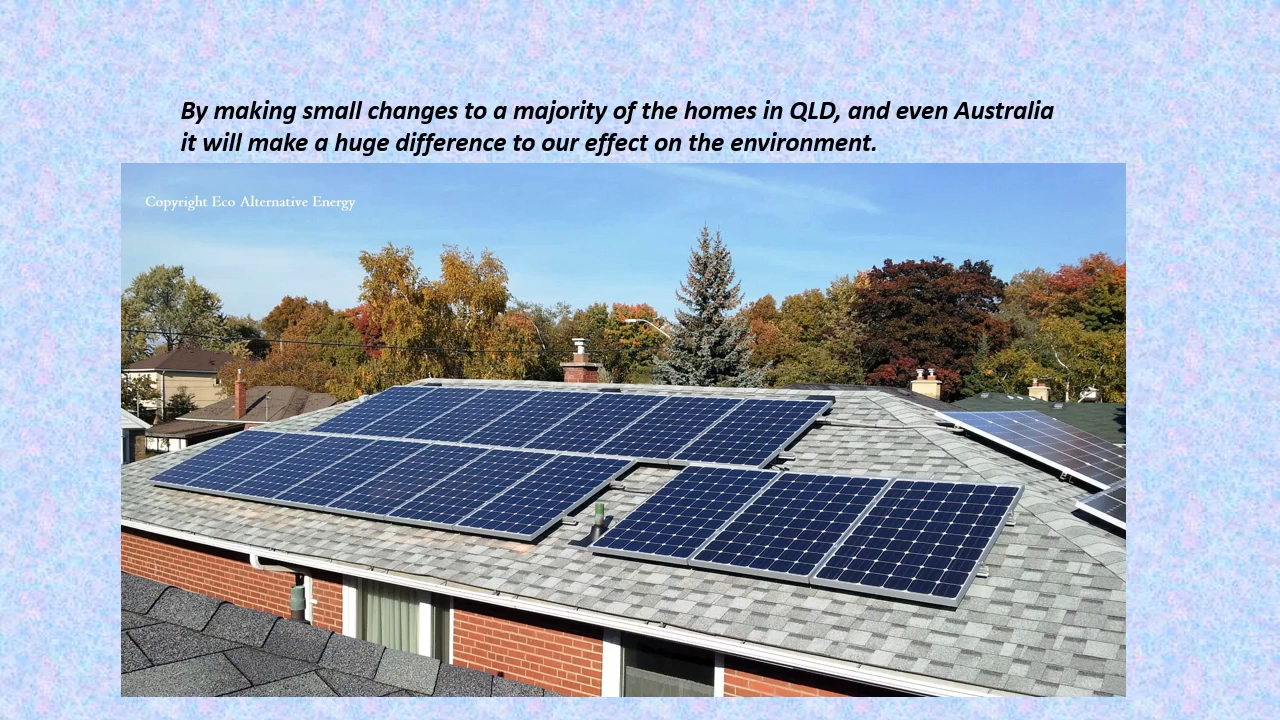 By making small changes to a majority of the homes in QLD, and even Australia
it will make a huge difference to our effect on the environment.
Copyright Eco Alternative Energy